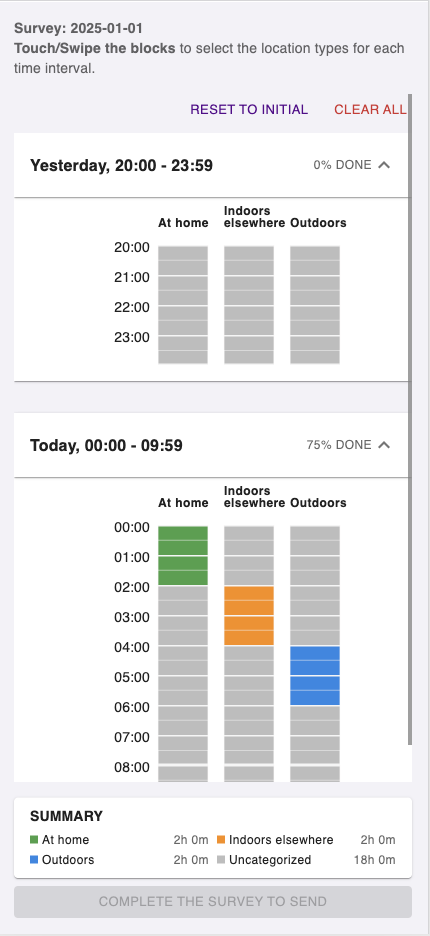 Survey: 2025-01-01
Touch/Swipe the blocks to select the location types for each
time interval.
RESET TO INITIAL CLEAR ALL
Yesterday, 20:00 - 23:59 0% DONE
At home Indoors elsewhere Outdoors
20:00
21:00
22:00
23:00
Today, 00:00 - 09:59 75% DONE
At home Indoors elsewhere Outdoors
00:00
01:00
02:00
03:00
04:00
05:00
06:00
07:00
08:00
SUMMARY
At home 2h 0m Indoors elsewhere 2h 0m
Outdoors 2h 0m Uncategorized 18h 0m
COMPLETE THE SURVEY TO SEND